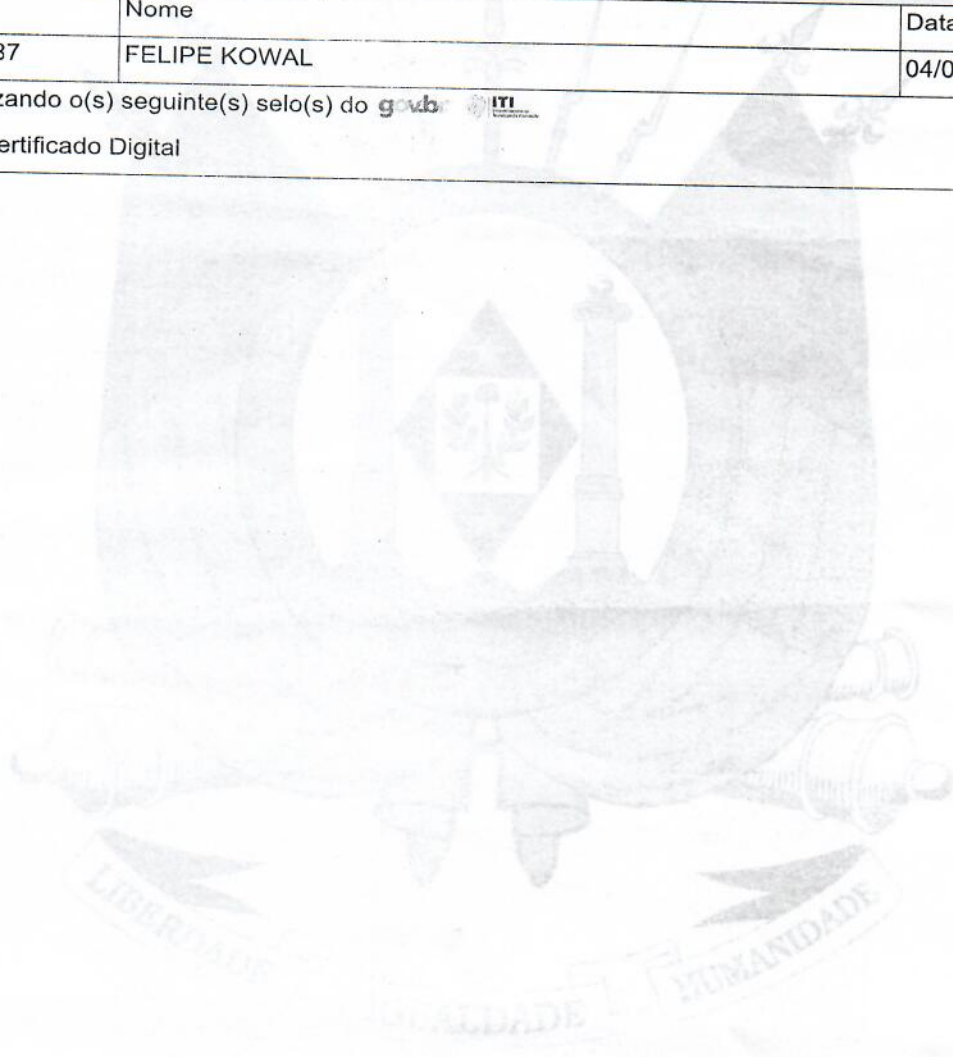 Nome Data
37 FELIPE KOWAL 04/0
zando o(s) seguinte(s) selo(s) do gov.br ITI
ertificado Digital
LIBERDADE
IGUALDADE
HUMANIDADE